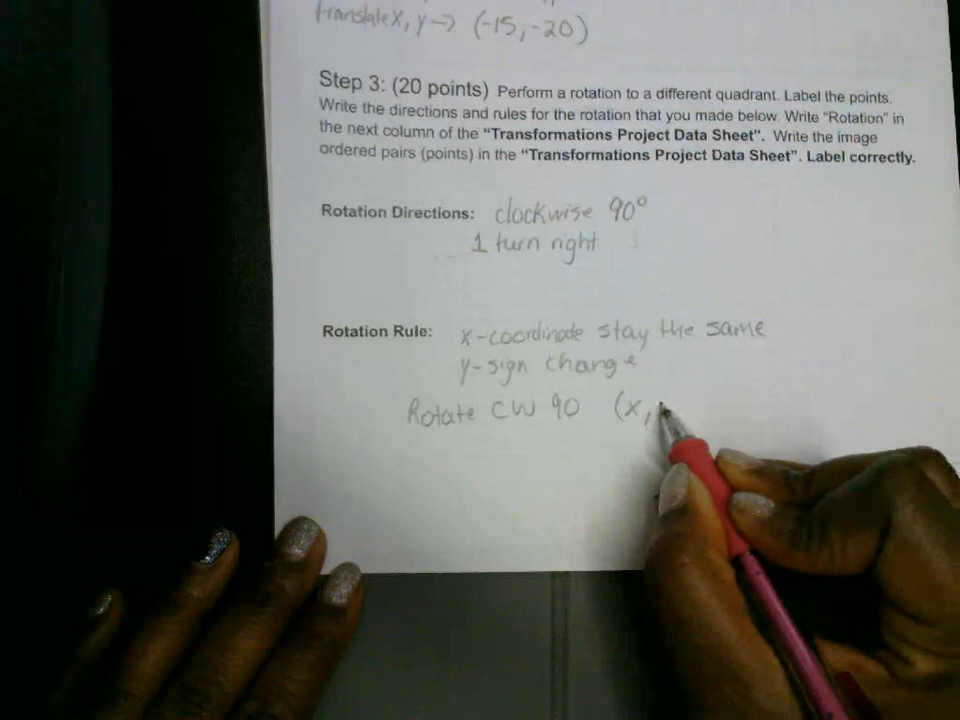 translate x, y -> (-15, -20)
Step 3: (20 points) Perform a rotation to a different quadrant. Label the points.
Write the directions and rules for the rotation that you made below. Write "Rotation" in
the next column of the "Transformations Project Data Sheet". Write the image
ordered pairs (points) in the "Transformations Project Data Sheet". Label correctly.
Rotation Directions: clockwise 90°
1 turn right
Rotation Rule: x-coordinate stay the same
y-sign change
Rotate CW 90 (x,